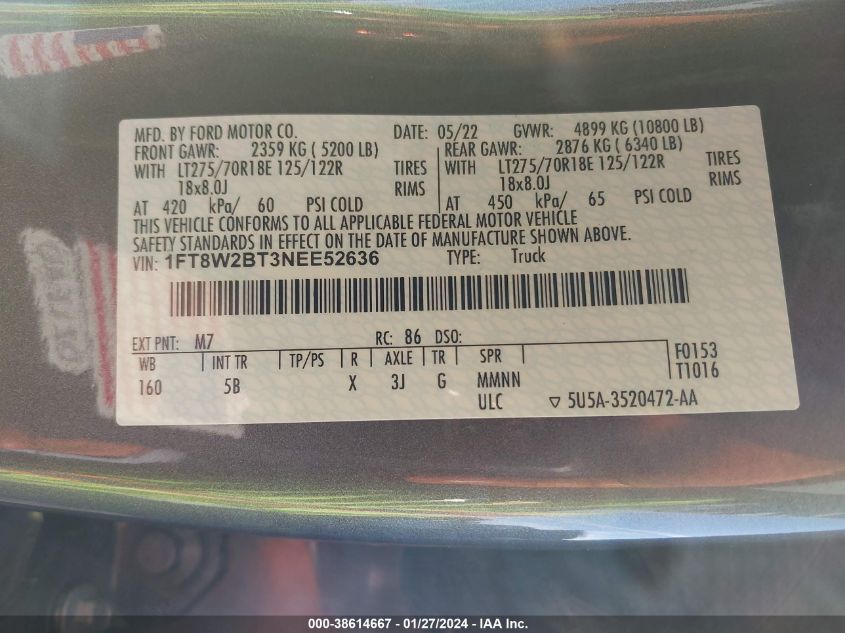 MFD. BY FORD MOTOR CO. DATE: 05/22 GVWR: 4899 KG (10800 LB)
FRONT GAWR: 2359 KG ( 5200 LB) REAR GAWR: 2876 KG ( 6340 LB)
WITH LT275/70R18E 125/122R TIRES WITH LT275/70R18E 125/122R TIRES
18x8.0J RIMS 18x8.0J RIMS
AT 420 kPa/ 60 PSI COLD AT 450 kPa/ 65 PSI COLD
THIS VEHICLE CONFORMS TO ALL APPLICABLE FEDERAL MOTOR VEHICLE
SAFETY STANDARDS IN EFFECT ON THE DATE OF MANUFACTURE SHOWN ABOVE.
VIN: 1FT8W2BT3NEE52636 TYPE: Truck
EXT PNT: M7 RC: 86 DSO:
WB INT TR TP/PS R AXLE TR SPR F0153
160 5B X 3J G MMNN T1016
ULC ▽ 5U5A-3520472-AA
000-38614667 - 01/27/2024 - IAA Inc.